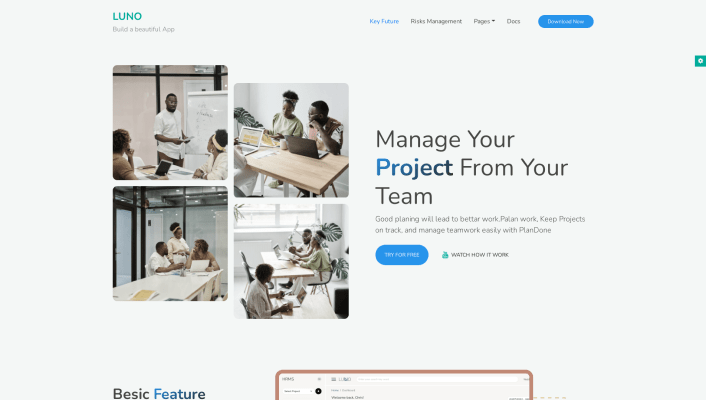 LUNO
Build a beautiful App
Key Future
Risks Management
Pages
Docs
Download Now
Manage Your
Project From Your
Team
Good planing will lead to bettar work,Palan work, Keep Projects
on track, and manage teamwork easily with PlanDone
TRY FOR FREE
WATCH HOW IT WORK
Besic Feature
HRMS
LUNO